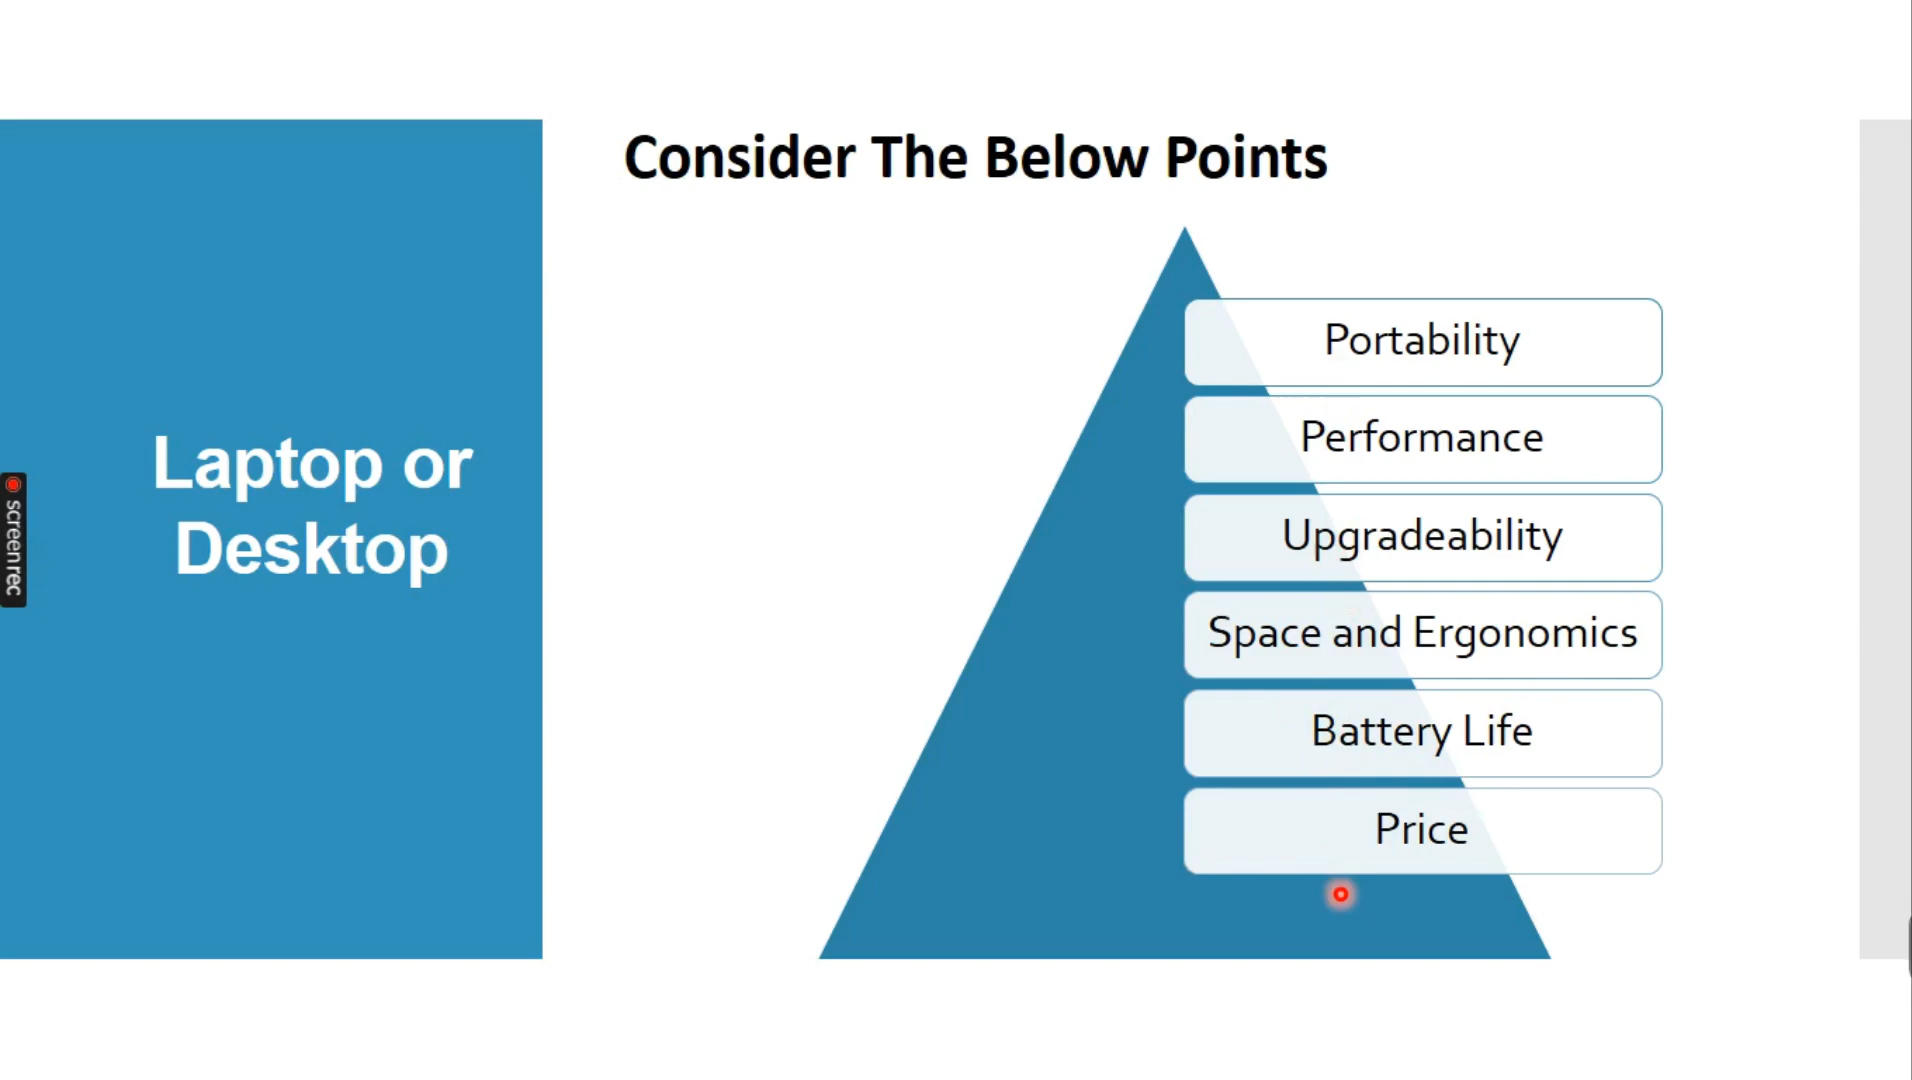 Consider The Below Points
Laptop or
Desktop
Portability
Performance
Upgradeability
Space and Ergonomics
Battery Life
Price
screenrec